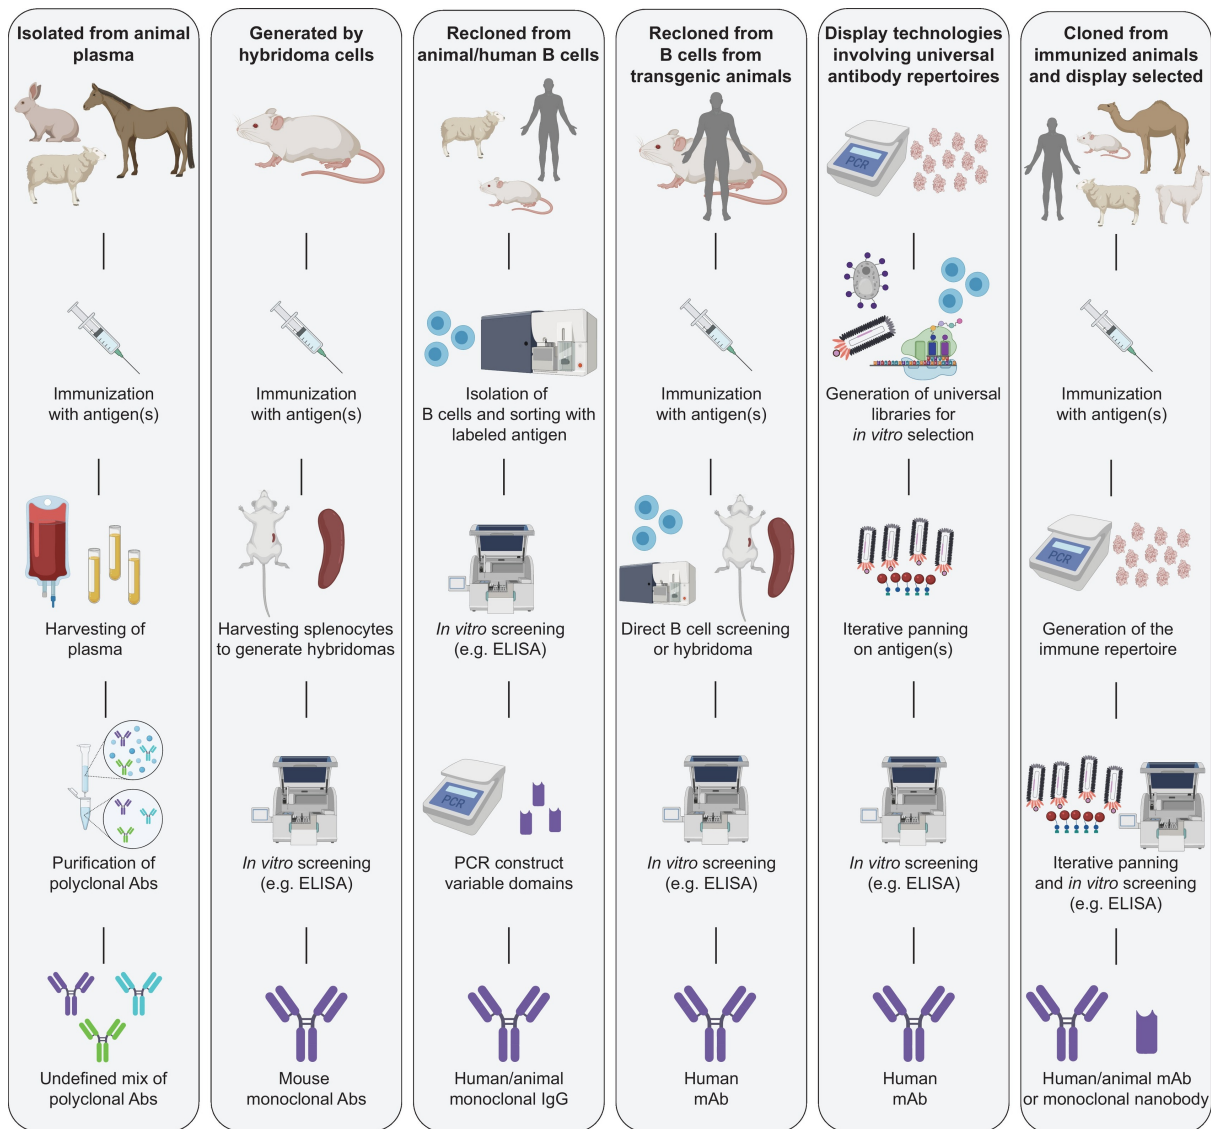 Isolated from animal
plasma
Immunization
with antigen(s)
Harvesting of
plasma
Purification of
polyclonal Abs
Undefined mix of
polyclonal Abs
Generated by
hybridoma cells
Immunization
with antigen(s)
Harvesting splenocytes
to generate hybridomas
In vitro screening
(e.g. ELISA)
Mouse
monoclonal Abs
Recloned from
animal/human B cells
Isolation of
B cells and sorting with
labeled antigen
In vitro screening
(e.g. ELISA)
PCR
PCR construct
variable domains
Human/animal
monoclonal IgG
Recloned from
B cells from
transgenic animals
Immunization
with antigen(s)
Direct B cell screening
or hybridoma
In vitro screening
(e.g. ELISA)
Human
mAb
Display technologies
involving universal
antibody repertoires
PCR
Generation of universal
libraries for
in vitro selection
Iterative panning
on antigen(s)
In vitro screening
(e.g. ELISA)
Human
mAb
Cloned from
immunized animals
and display selected
Immunization
with antigen(s)
PCR
Generation of the
immune repertoire
Iterative panning
and in vitro screening
(e.g. ELISA)
Human/animal mAb
or monoclonal nanobody